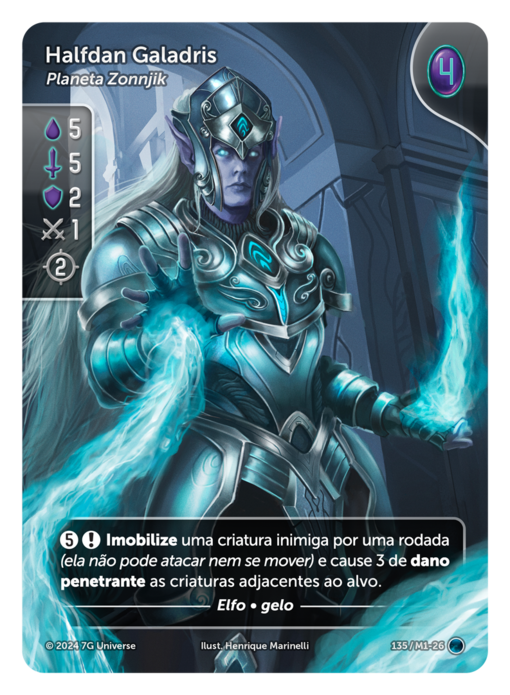 Halfdan Galadris
Planeta Zonnjik
4
5
5
2
1
2
5 ! Imobilize uma criatura inimiga por uma rodada
(ela não pode atacar nem se mover) e cause 3 de dano
penetrante as criaturas adjacentes ao alvo.
Elfo • gelo
© 2024 7G Universe
Ilust. Henrique Marinelli
135/M1-26